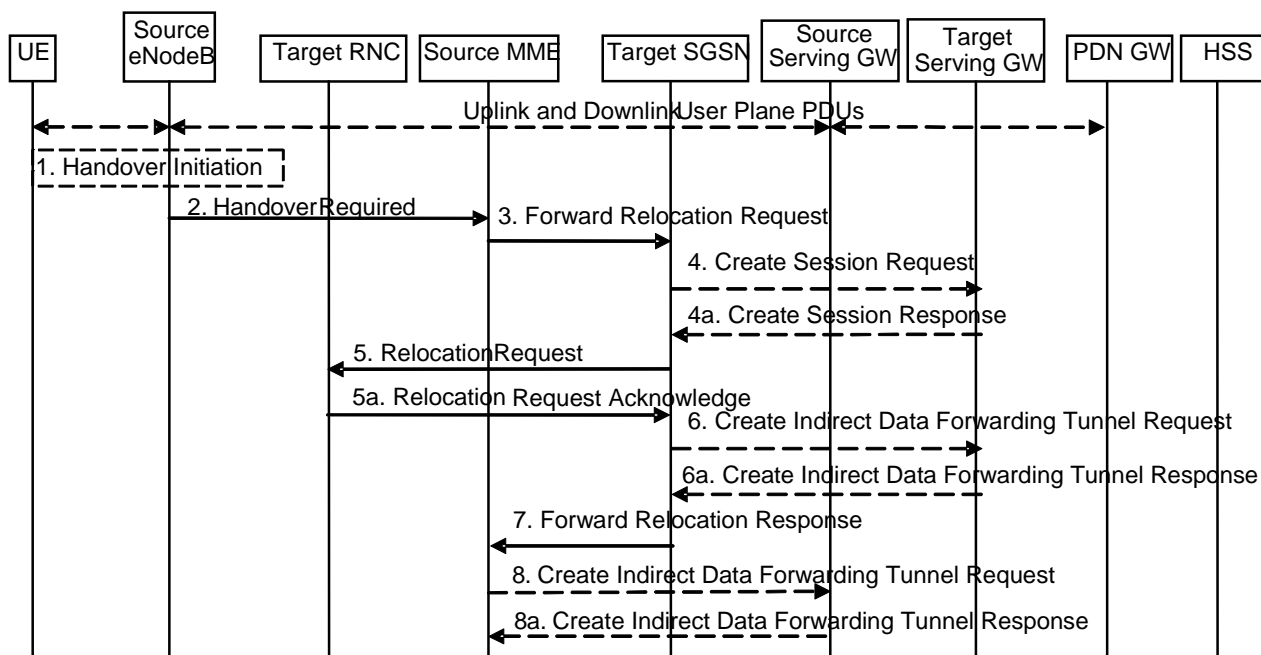 UE
Source
eNodeB
Target RNC
Source MME
Target SGSN
Source
Serving GW
Target
Serving GW
PDN GW
HSS
Uplink and Downlink User Plane PDUs
1. Handover Initiation
2. Handover Required
3. Forward Relocation Request
4. Create Session Request
4a. Create Session Response
5. Relocation Request
5a. Relocation Request Acknowledge
6. Create Indirect Data Forwarding Tunnel Request
6a. Create Indirect Data Forwarding Tunnel Response
7. Forward Relocation Response
8. Create Indirect Data Forwarding Tunnel Request
8a. Create Indirect Data Forwarding Tunnel Response